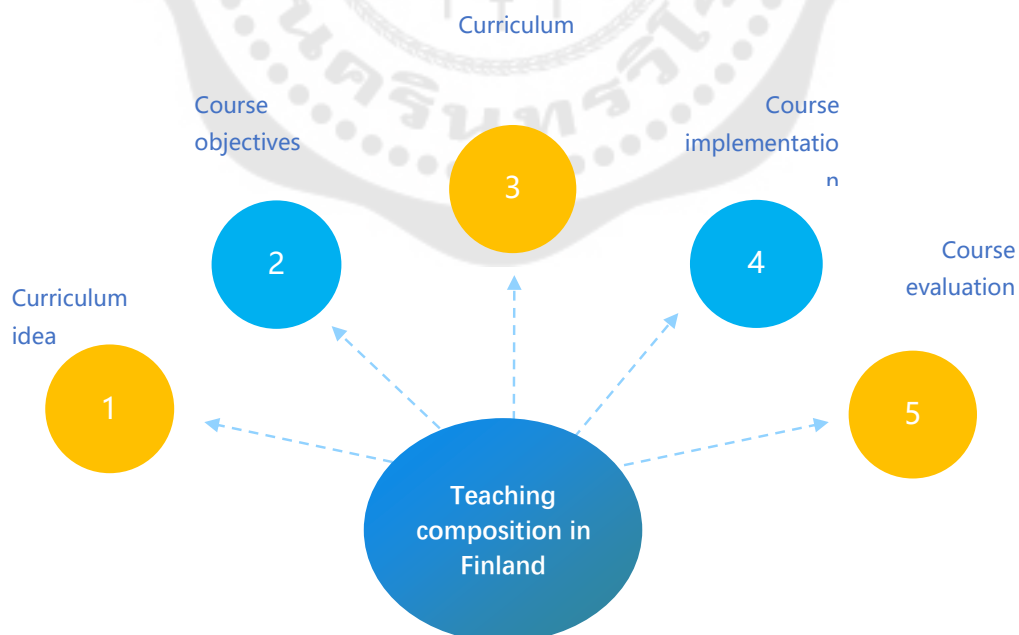 Curriculum
Course
objectives
Course
implementatio
n
3
2
4
Course
evaluation
Curriculum
idea
1
5
Teaching
composition in
Finland